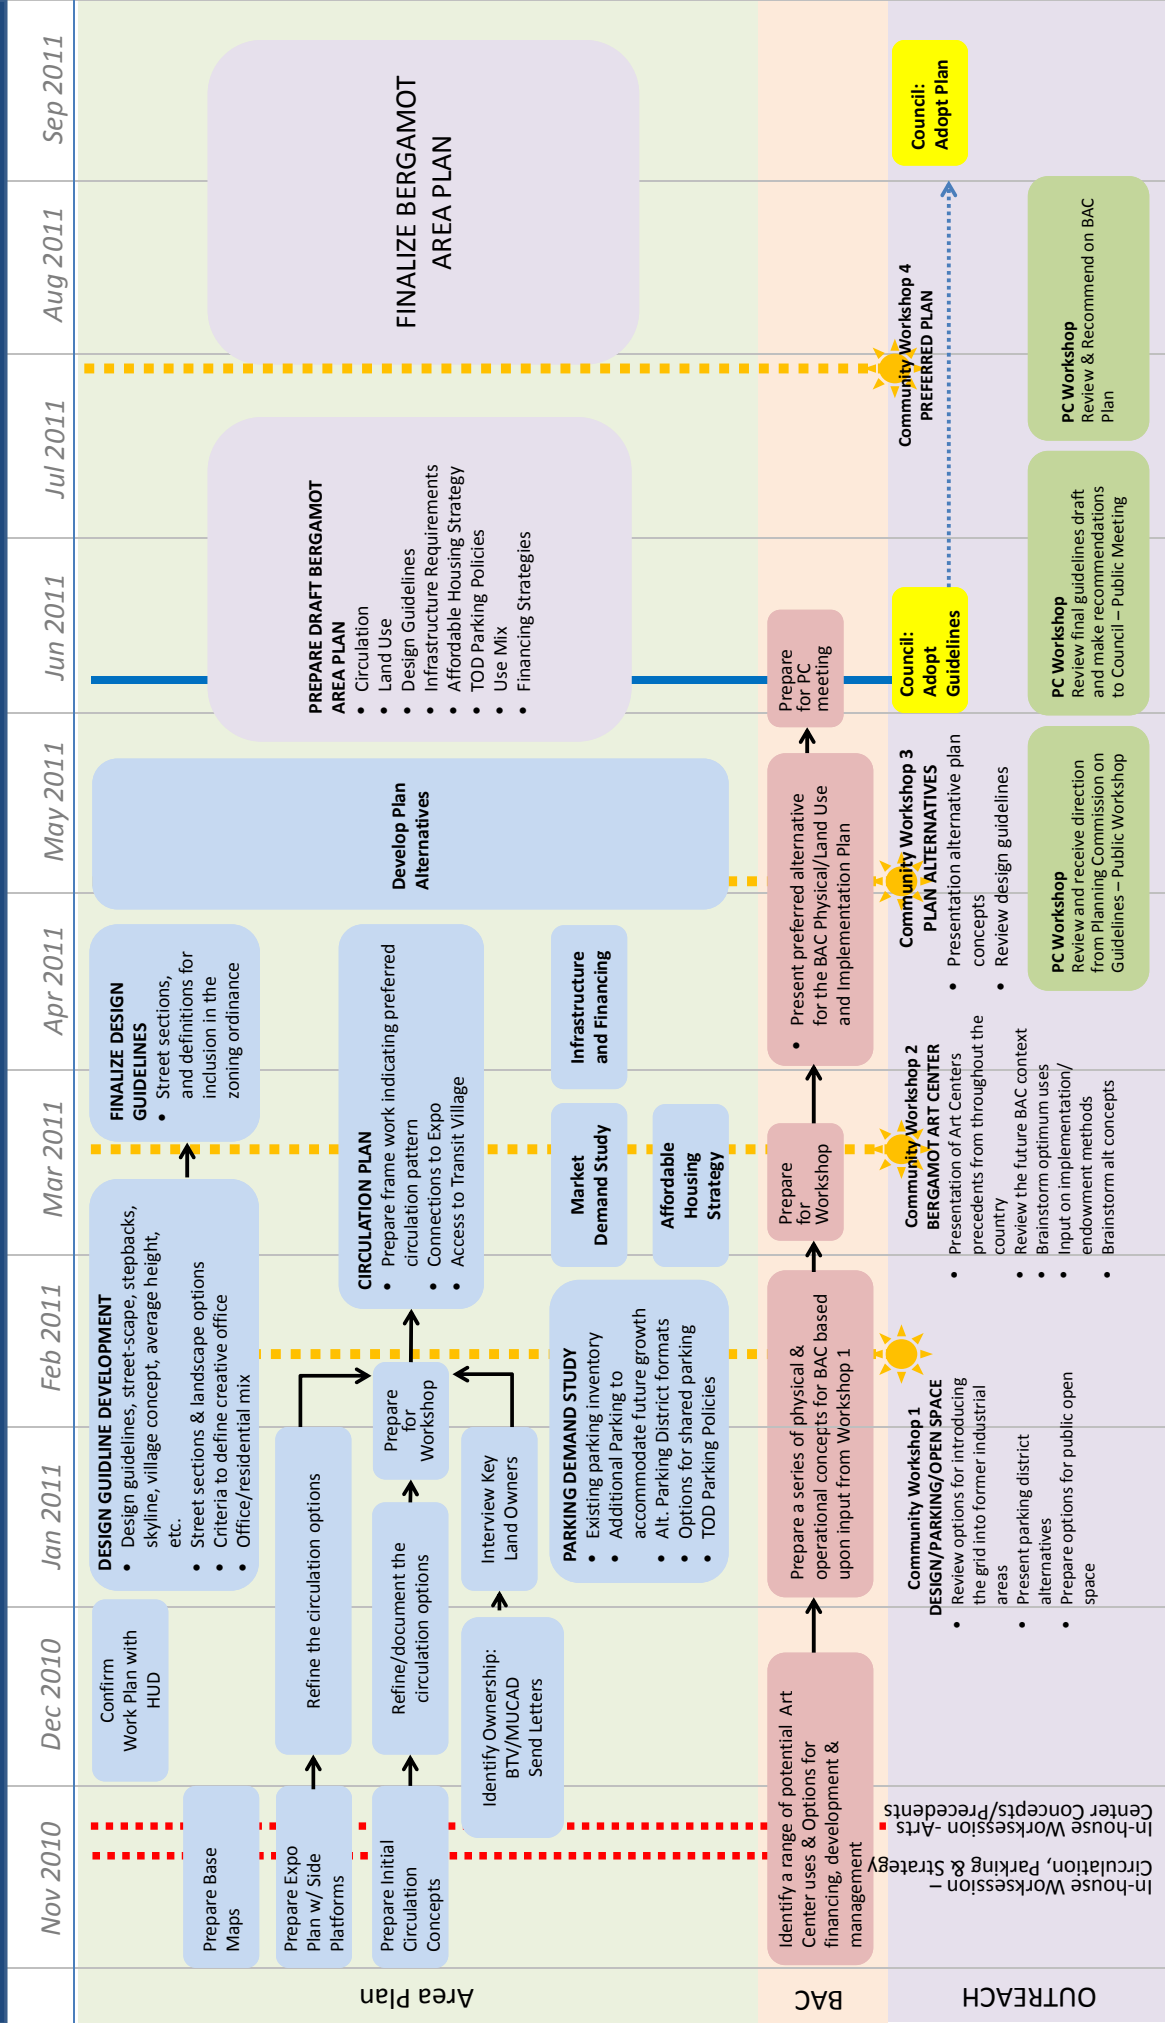 Nov 2010
Dec 2010
Jan 2011
Feb 2011
Mar 2011
Apr 2011
May 2011
Jun 2011
Jul 2011
Aug 2011
Sep 2011
Area Plan
Confirm
Work Plan with
HUD
DESIGN GUIDLINE DEVELOPMENT
• Design guidelines, street-scape, stepbacks,
skyline, village concept, average height,
etc.
• Street sections & landscape options
• Criteria to define creative office
• Office/residential mix
FINALIZE DESIGN
GUIDELINES
• Street sections,
and definitions for
inclusion in the
zoning ordinance
Prepare Base
Maps
Prepare Expo
Plan w/ Side
Platforms
Refine the circulation options
Prepare Initial
Circulation
Concepts
Refine/document the
circulation options
Prepare
for
Workshop
CIRCULATION PLAN
• Prepare frame work indicating preferred
circulation pattern
• Connections to Expo
• Access to Transit Village
Identify Ownership:
BTV/MUCAD
Send Letters
Interview Key
Land Owners
PARKING DEMAND STUDY
• Existing parking inventory
• Additional Parking to
accommodate future growth
• Alt. Parking District formats
• Options for shared parking
• TOD Parking Policies
Market
Demand Study
Affordable
Housing
Strategy
Infrastructure
and Financing
Develop Plan
Alternatives
PREPARE DRAFT BERGAMOT
AREA PLAN
• Circulation
• Land Use
• Design Guidelines
• Infrastructure Requirements
• Affordable Housing Strategy
• TOD Parking Policies
• Use Mix
• Financing Strategies
FINALIZE BERGAMOT
AREA PLAN
BAC
Identify a range of potential Art
Center uses & Options for
financing, development &
management
Prepare a series of physical &
operational concepts for BAC based
upon input from Workshop 1
Prepare
for
Workshop
• Present preferred alternative
for the BAC Physical/Land Use
and Implementation Plan
Prepare
for PC
meeting
OUTREACH
In-house Worksession –
Circulation, Parking & Strategy
In-house Worksession -Arts
Center Concepts/Precedents
Community Workshop 1
DESIGN/PARKING/OPEN SPACE
• Review options for introducing
the grid into former industrial
areas
• Present parking district
alternatives
• Prepare options for public open
space
Community Workshop 2
BERGAMOT ART CENTER
• Presentation of Art Centers
precedents from throughout the
country
• Review the future BAC context
• Brainstorm optimum uses
• Input on implementation/
endowment methods
• Brainstorm alt concepts
Community Workshop 3
PLAN ALTERNATIVES
• Presentation alternative plan
concepts
• Review design guidelines
Council:
Adopt
Guidelines
Community Workshop 4
PREFERRED PLAN
Council:
Adopt Plan
PC Workshop
Review and receive direction
from Planning Commission on
Guidelines – Public Workshop
PC Workshop
Review final guidelines draft
and make recommendations
to Council – Public Meeting
PC Workshop
Review & Recommend on BAC
Plan